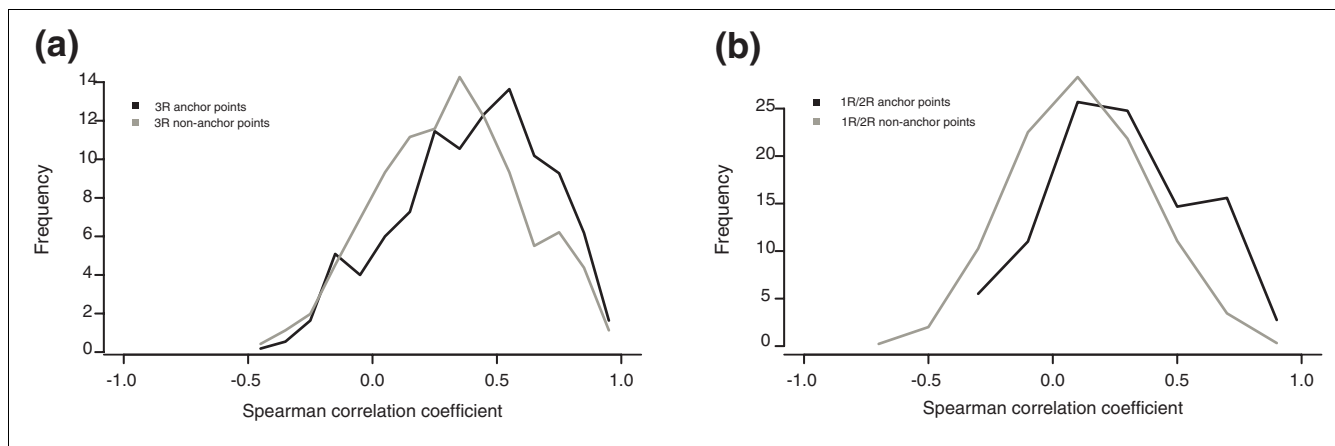 (a)
14
12
10
8
6
4
2
0
Frequency
3R anchor points
3R non-anchor points
-1.0 -0.5 0.0 0.5 1.0
Spearman correlation coefficient
(b)
25
20
15
10
5
0
Frequency
1R/2R anchor points
1R/2R non-anchor points
-1.0 -0.5 0.0 0.5 1.0
Spearman correlation coefficient